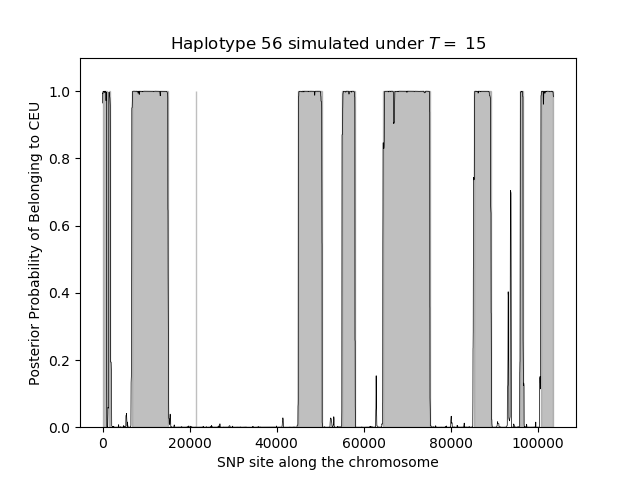 Haplotype 56 simulated under T = 15
Posterior Probability of Belonging to CEU
1.0
0.8
0.6
0.4
0.2
0.0
0 20000 40000 60000 80000 100000
SNP site along the chromosome